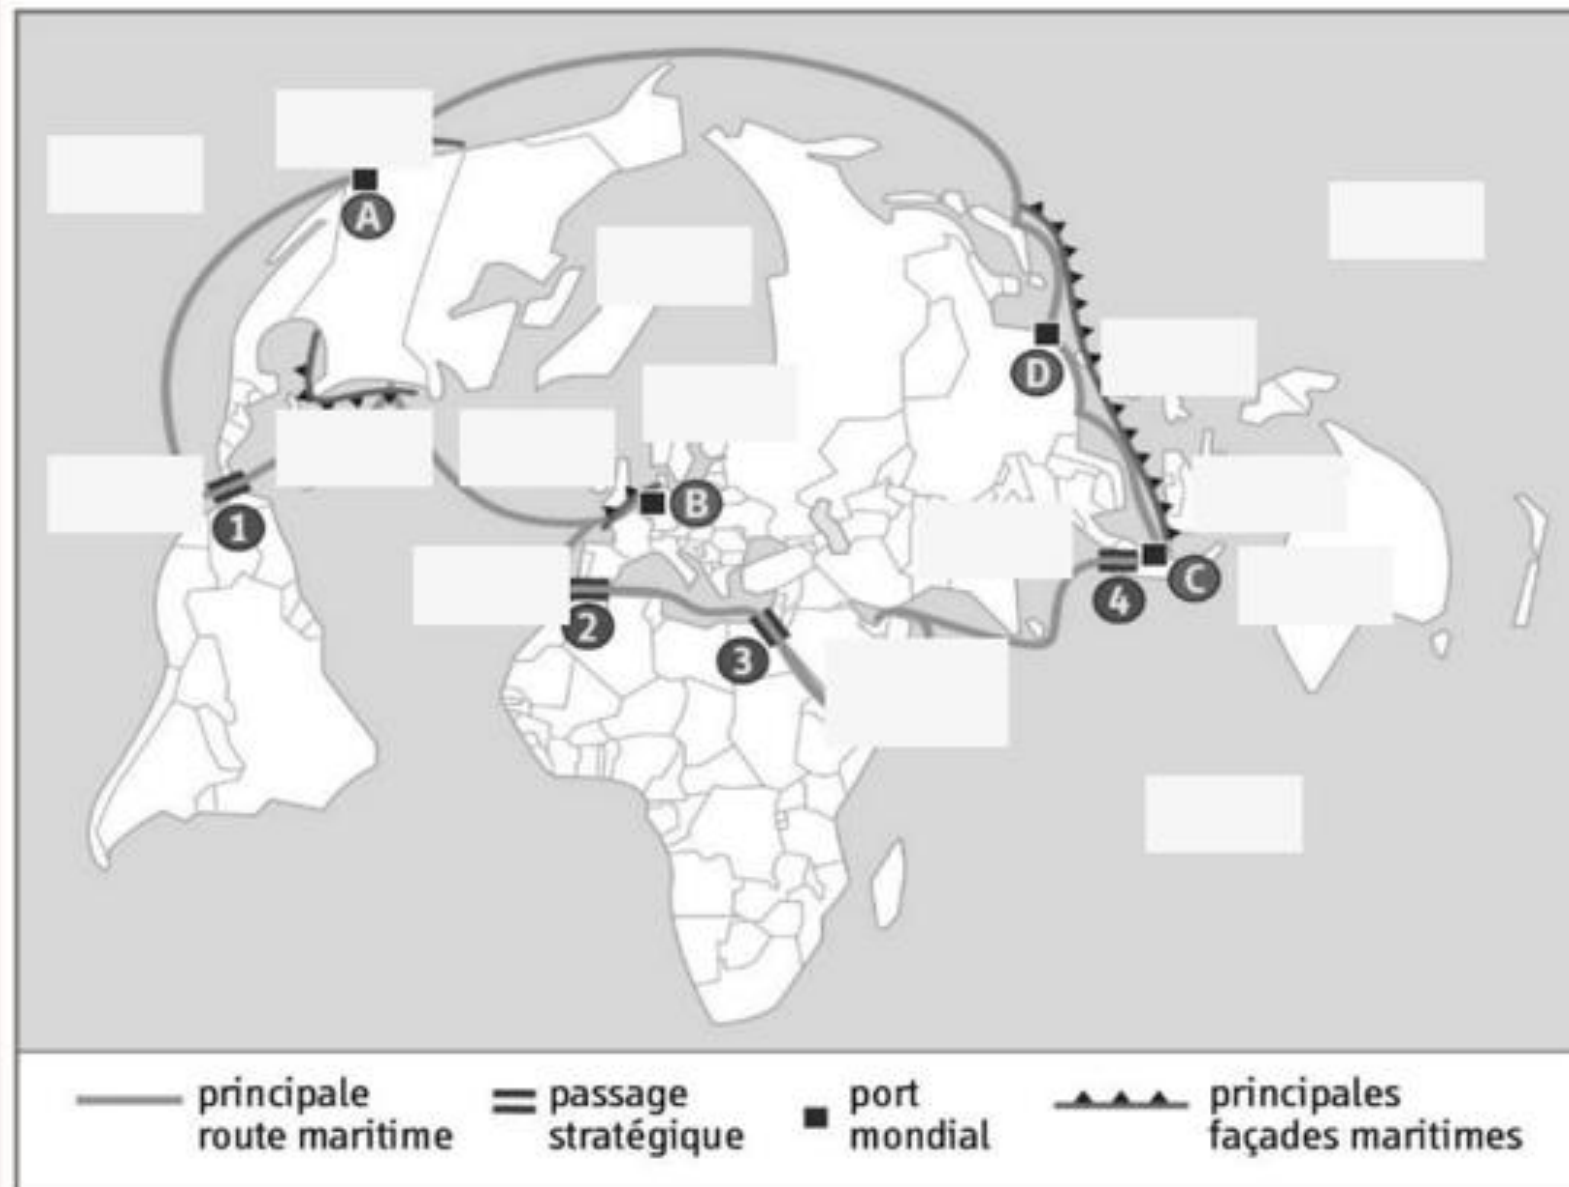 A
D
B
1
C
4
2
3
principale
route maritime
passage
stratégique
port
mondial
principales
façades maritimes